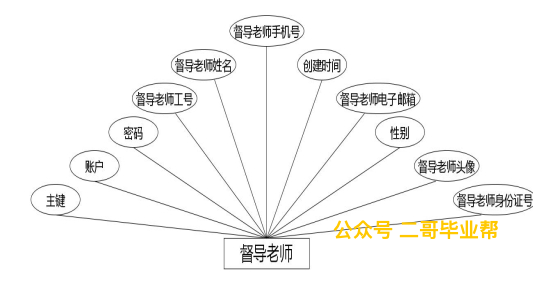 督导老师手机号
督导老师姓名
创建时间
督导老师工号
督导老师电子邮箱
密码
性别
账户
督导老师头像
主键
督导老师身份证号
公众号 二哥毕业帮
督导老师